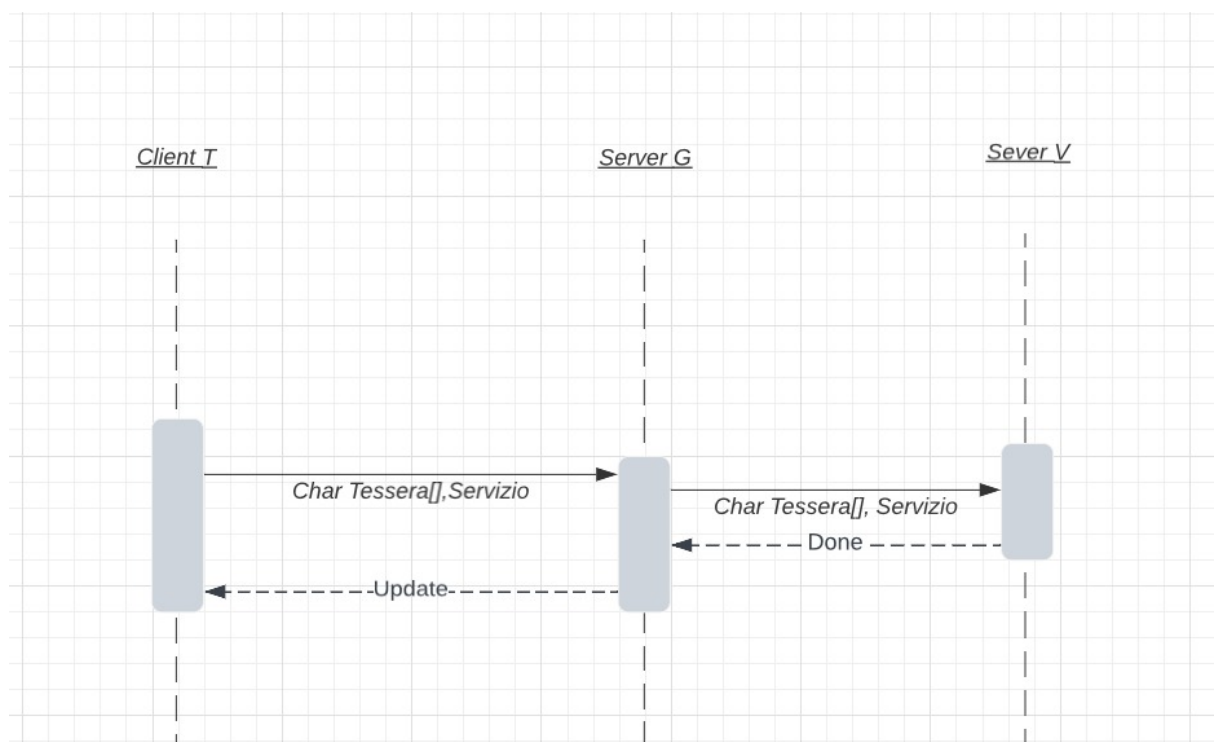 Client T
Server G
Sever V
Char Tessera[],Servizio
Char Tessera[], Servizio
Done
Update